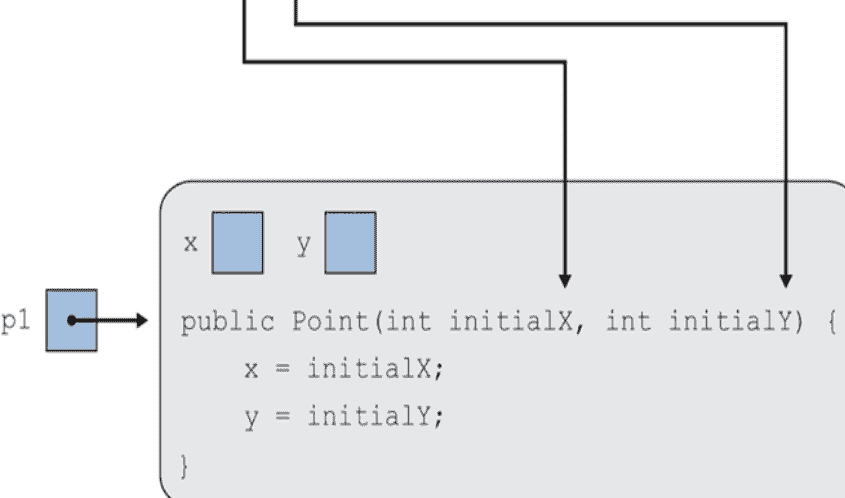 x y
p1
public Point(int initialX, int initialY) {
x = initialX;
y = initialY;
}